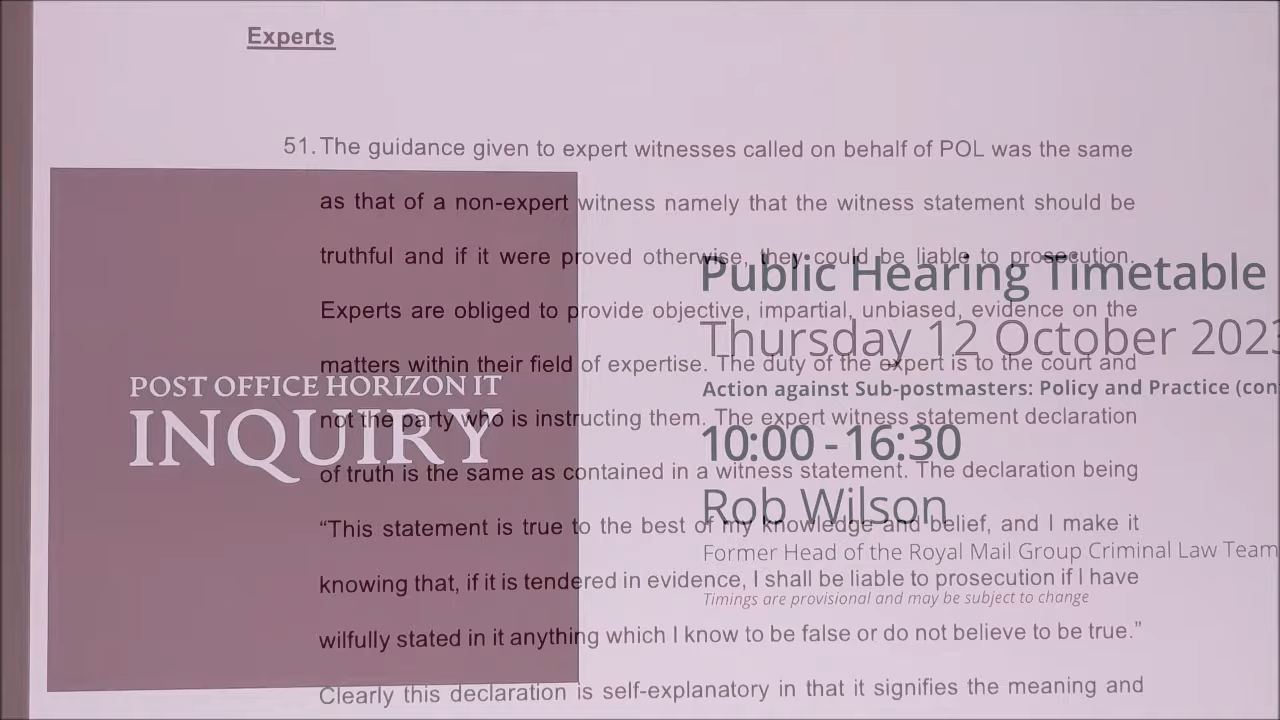 Experts
51. The guidance given to expert witnesses called on behalf of POL was the same
as that of a non-expert witness namely that the witness statement should be
truthful and if it were proved otherwise, they could be liable to prosecution.
Experts are obliged to provide objective, impartial, unbiased, evidence on the
matters within their field of expertise. The duty of the expert is to the court and
not the party who is instructing them. The expert witness statement declaration
of truth is the same as contained in a witness statement. The declaration being
“This statement is true to the best of my knowledge and belief, and I make it
knowing that, if it is tendered in evidence, I shall be liable to prosecution if I have
wilfully stated in it anything which I know to be false or do not believe to be true.”
Clearly this declaration is self-explanatory in that it signifies the meaning and
POST OFFICE HORIZON IT
INQUIRY
Public Hearing Timetable
Thursday 12 October 2023
Action against Sub-postmasters: Policy and Practice (con
10:00 - 16:30
Rob Wilson
Former Head of the Royal Mail Group Criminal Law Team
Timings are provisional and may be subject to change